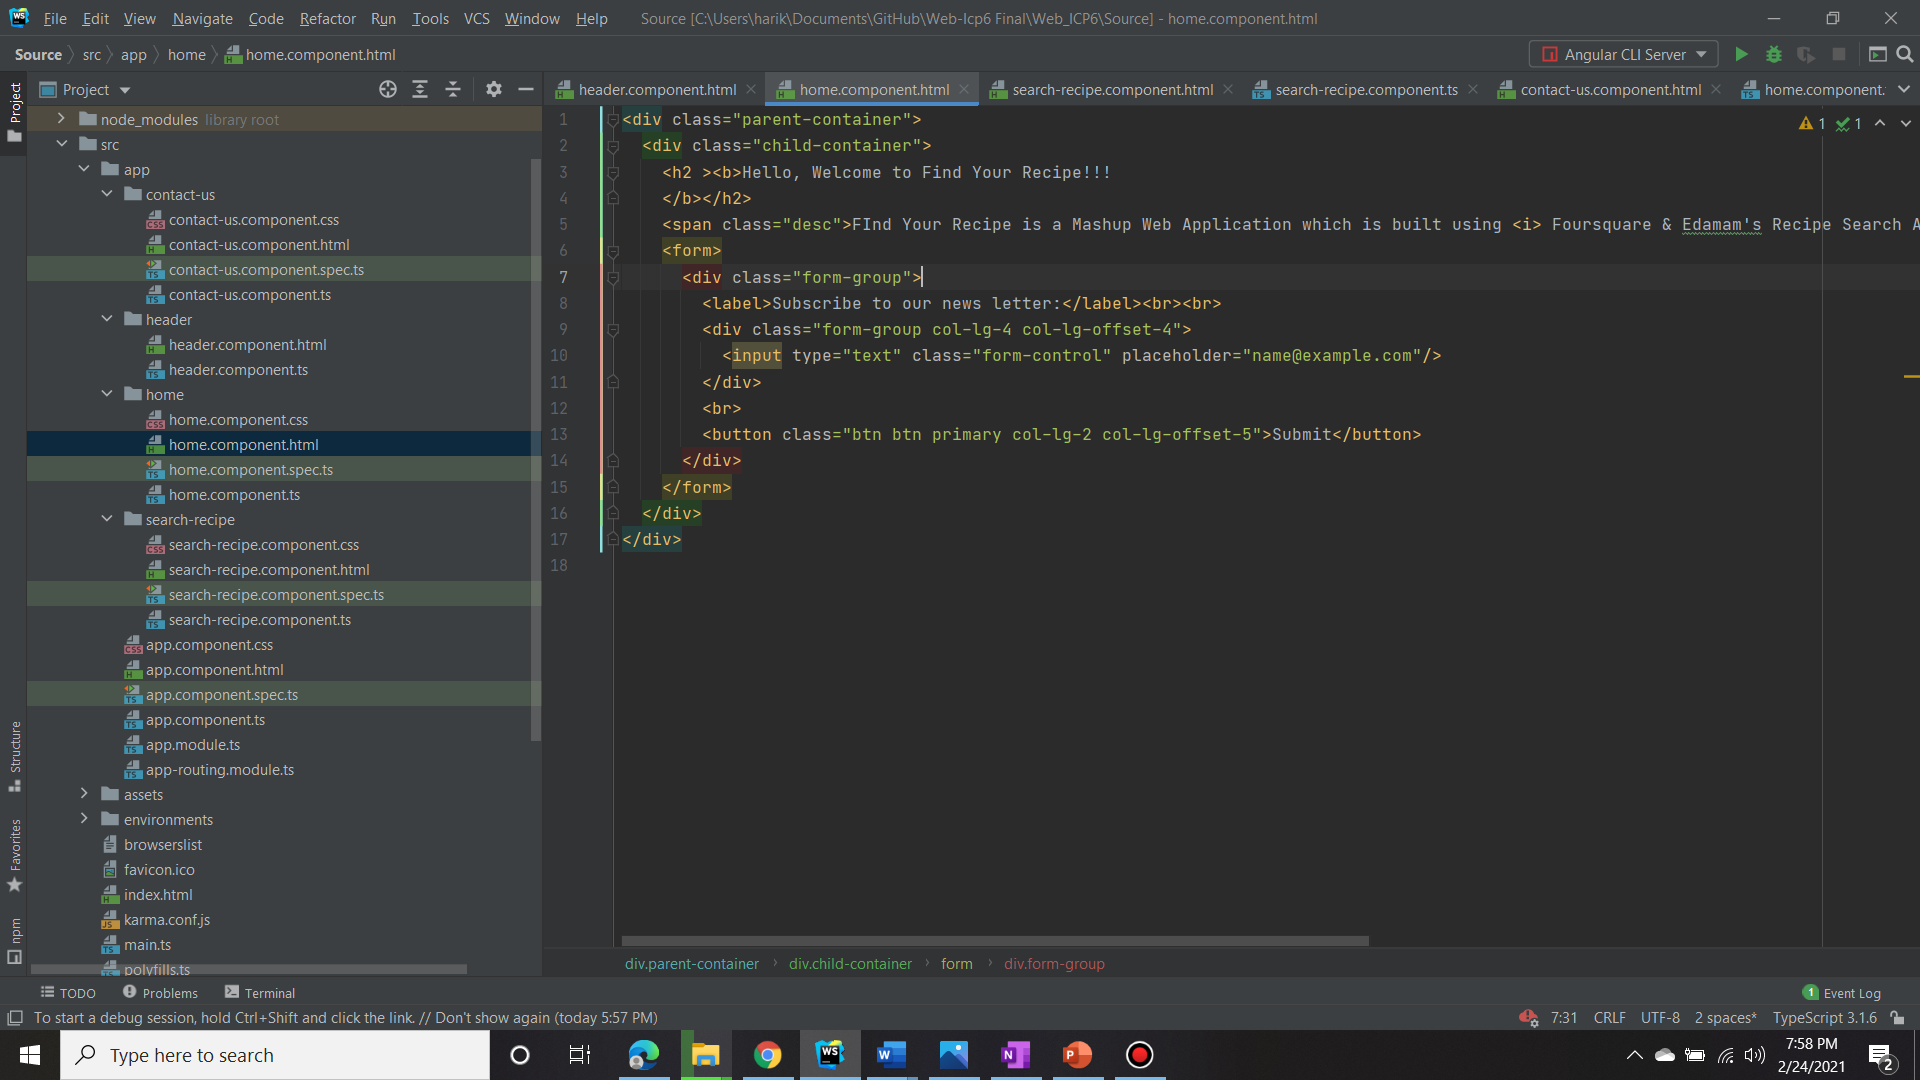 File Edit View Navigate Code Refactor Run Tools VCS Window Help Source [C:\Users\harik\Documents\GitHub\Web-Icp6 Final\Web_ICP6\Source] - home.component.html
Source src app home home.component.html Angular CLI Server
Project header.component.html home.component.html search-recipe.component.html search-recipe.component.ts contact-us.component.html home.component.
Project
Structure
Favorites
npm
node_modules library root
src
app
contact-us
contact-us.component.css
contact-us.component.html
contact-us.component.spec.ts
contact-us.component.ts
header
header.component.html
header.component.ts
home
home.component.css
home.component.html
home.component.spec.ts
home.component.ts
search-recipe
search-recipe.component.css
search-recipe.component.html
search-recipe.component.spec.ts
search-recipe.component.ts
app.component.css
app.component.html
app.component.spec.ts
app.component.ts
app.module.ts
app-routing.module.ts
assets
environments
browserslist
favicon.ico
index.html
karma.conf.js
main.ts
polyfills.ts
1 <div class="parent-container"> 1 1
2 <div class="child-container">
3 <h2 ><b>Hello, Welcome to Find Your Recipe!!!
4 </b></h2>
5 <span class="desc">FInd Your Recipe is a Mashup Web Application which is built using <i> Foursquare & Edamam's Recipe Search A
6 <form>
7 <div class="form-group">
8 <label>Subscribe to our news letter:</label><br><br>
9 <div class="form-group col-lg-4 col-lg-offset-4">
10 <input type="text" class="form-control" placeholder="name@example.com"/>
11 </div>
12 <br>
13 <button class="btn btn primary col-lg-2 col-lg-offset-5">Submit</button>
14 </div>
15 </form>
16 </div>
17 </div>
18
div.parent-container div.child-container form div.form-group
TODO Problems Terminal 1 Event Log
To start a debug session, hold Ctrl+Shift and click the link. // Don't show again (today 5:57 PM) 7:31 CRLF UTF-8 2 spaces* TypeScript 3.1.6
Type here to search
7:58 PM
2/24/2021
2